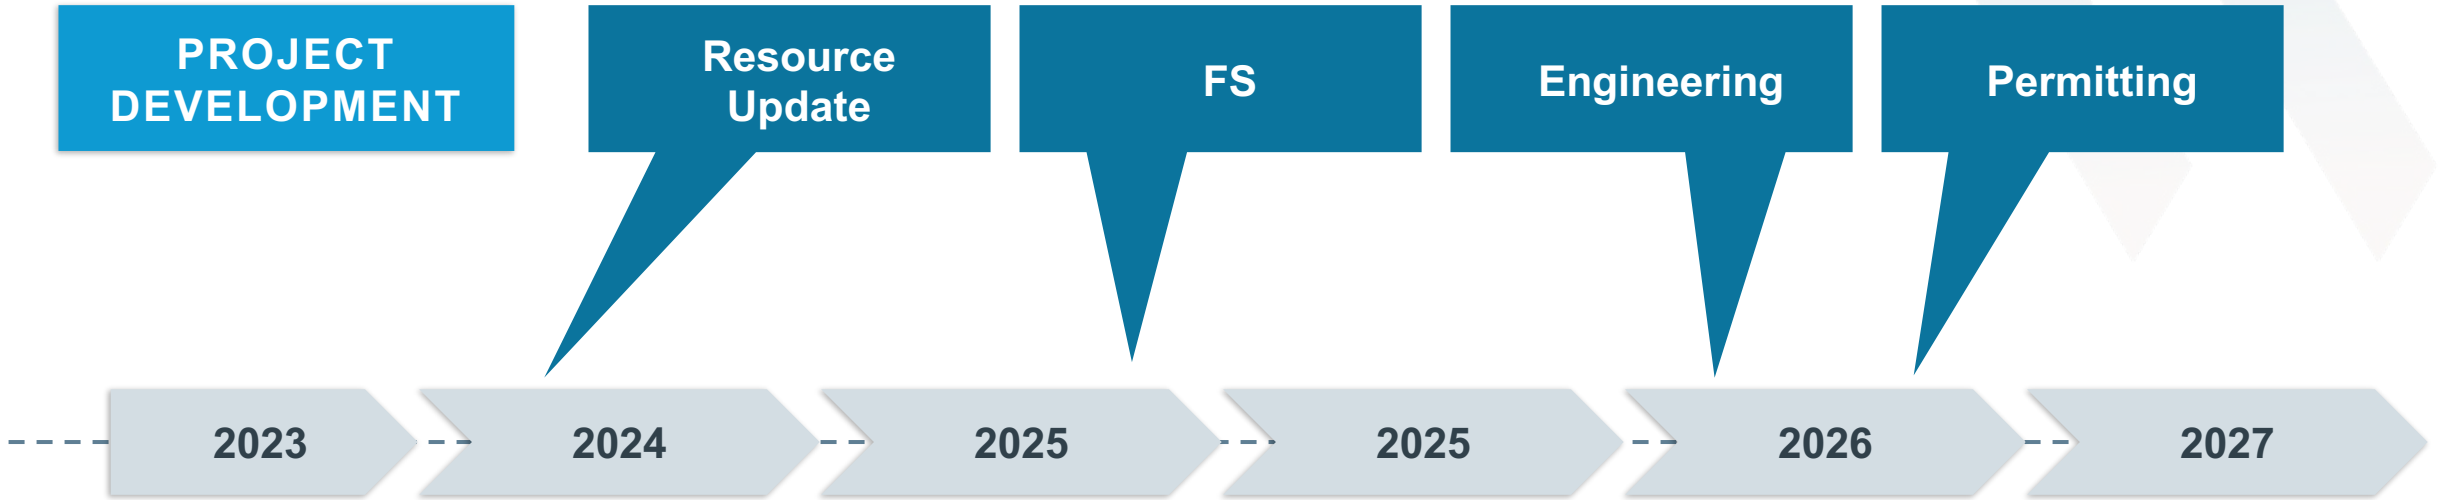 PROJECT
DEVELOPMENT
Resource
Update
FS
Engineering
Permitting
2023
2024
2025
2025
2026
2027